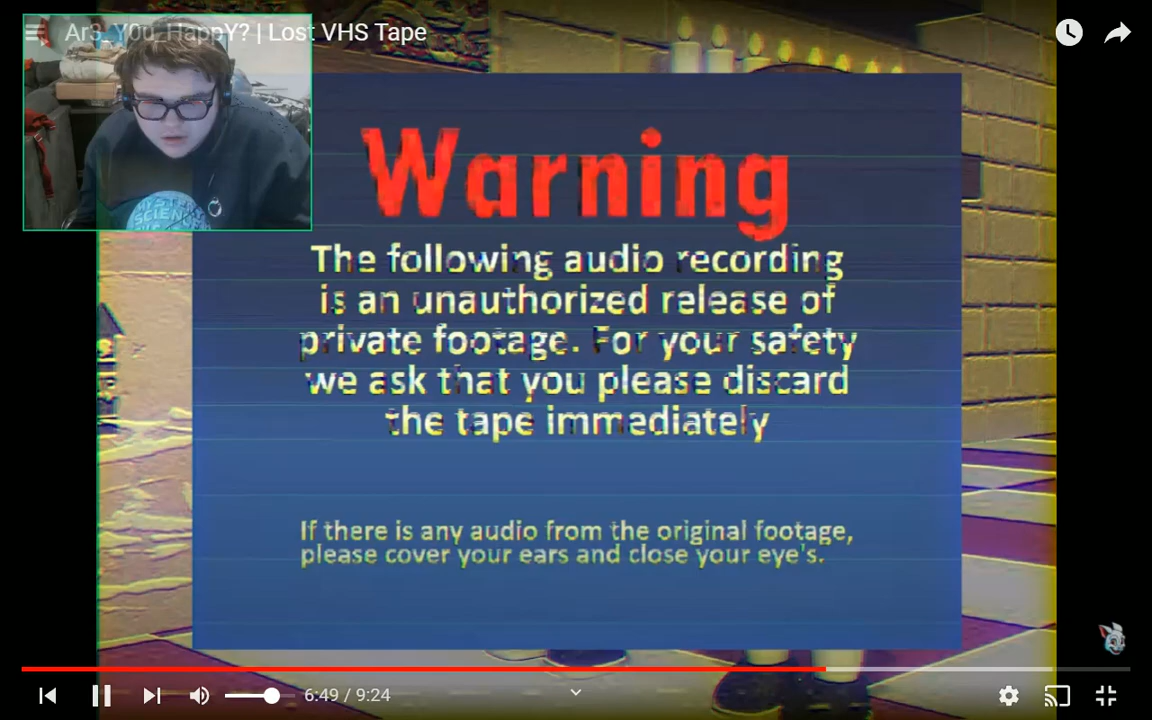 Ar3_Y0u_HappY? | Lost VHS Tape
Warning
The following audio recording
is an unauthorized release of
private footage. For your safety
we ask that you please discard
the tape immediately
If there is any audio from the original footage,
please cover your ears and close your eye's.
SCIENCE
6:49 / 9:24